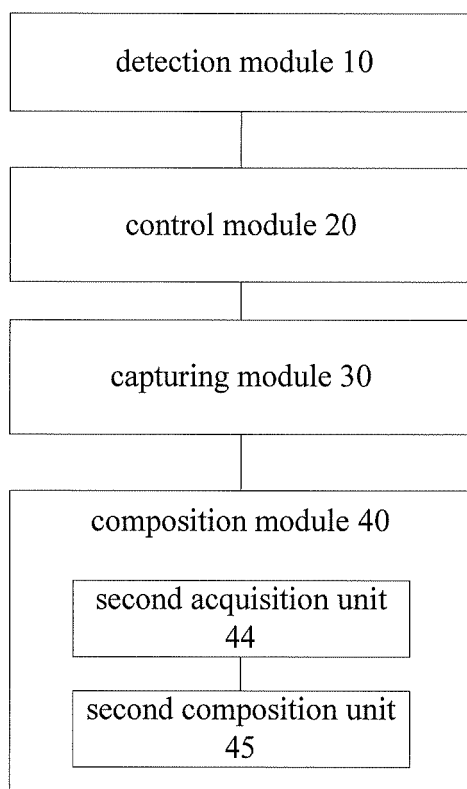 detection module 10
control module 20
capturing module 30
composition module 40
second acquisition unit
44
second composition unit
45